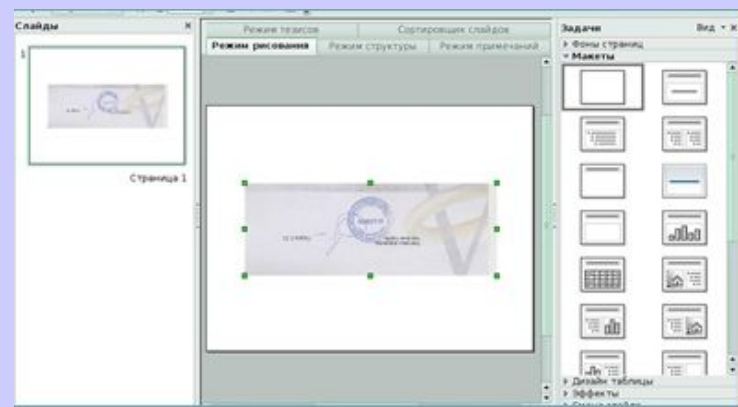 Слайды
1
Страница 1
Режим тезисов
Сортировщик слайдов
Режим рисования
Режим структуры
Режим примечаний
Задачи
Вид
Фоны страниц
Макеты
Дизайн таблицы
Эффекты